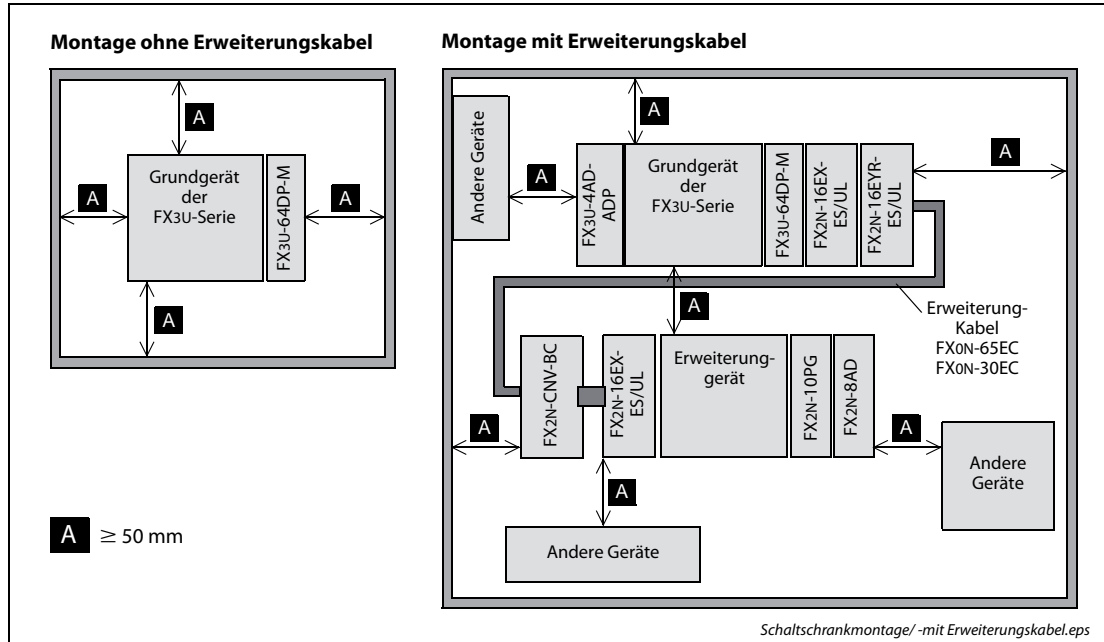 Montage ohne Erweiterungskabel
A
Grundgerät
der
FX3U-Serie
FX3U-64DP-M
A
A
A
A ≥ 50 mm
Montage mit Erweiterungskabel
Andere Geräte
A
A
A
FX3U-4AD-
ADP
Grundgerät
der
FX3U-Serie
FX3U-64DP-M
FX2N-16EX-
ES/UL
FX2N-16EYR-
ES/UL
A
Erweiterung-
Kabel
FX0N-65EC
FX0N-30EC
FX2N-CNV-BC
FX2N-16EX-
ES/UL
Erweiterung-
gerät
FX2N-10PG
FX2N-8AD
A
A
A
Andere
Geräte
Andere Geräte
Schaltschrankmontage/ -mit Erweiterungskabel.eps